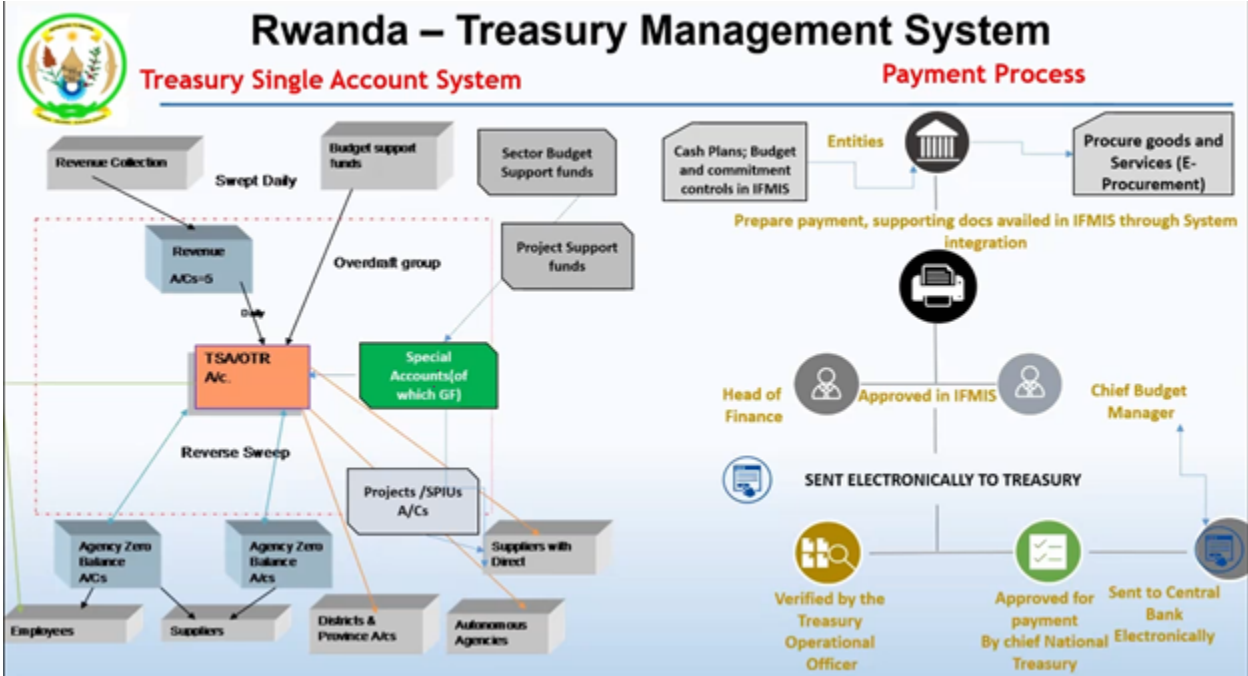 Rwanda – Treasury Management System
Treasury Single Account System
Revenue Collection
Budget support
funds
Sector Budget
Support funds
Swept Daily
Revenue
A/Cs=5
Overdraft group
Project Support
funds
Daily
TSA/OTR
A/c.
Special
Accounts(of
which GF)
Reverse Sweep
Projects /SPIUs
A/Cs
Agency Zero
Balance
A/Cs
Agency Zero
Balance
A/cs
Suppliers with
Direct
Employees
Suppliers
Districts &
Province A/cs
Autonomous
Agencies
Payment Process
Cash Plans; Budget
and commitment
controls in IFMIS
Entities
Procure goods and
Services (E-
Procurement)
Prepare payment, supporting docs availed in IFMIS through System
integration
Head of
Finance
Approved in IFMIS
Chief Budget
Manager
SENT ELECTRONICALLY TO TREASURY
Verified by the
Treasury
Operational
Officer
Approved for
payment
By chief National
Treasury
Sent to Central
Bank
Electronically